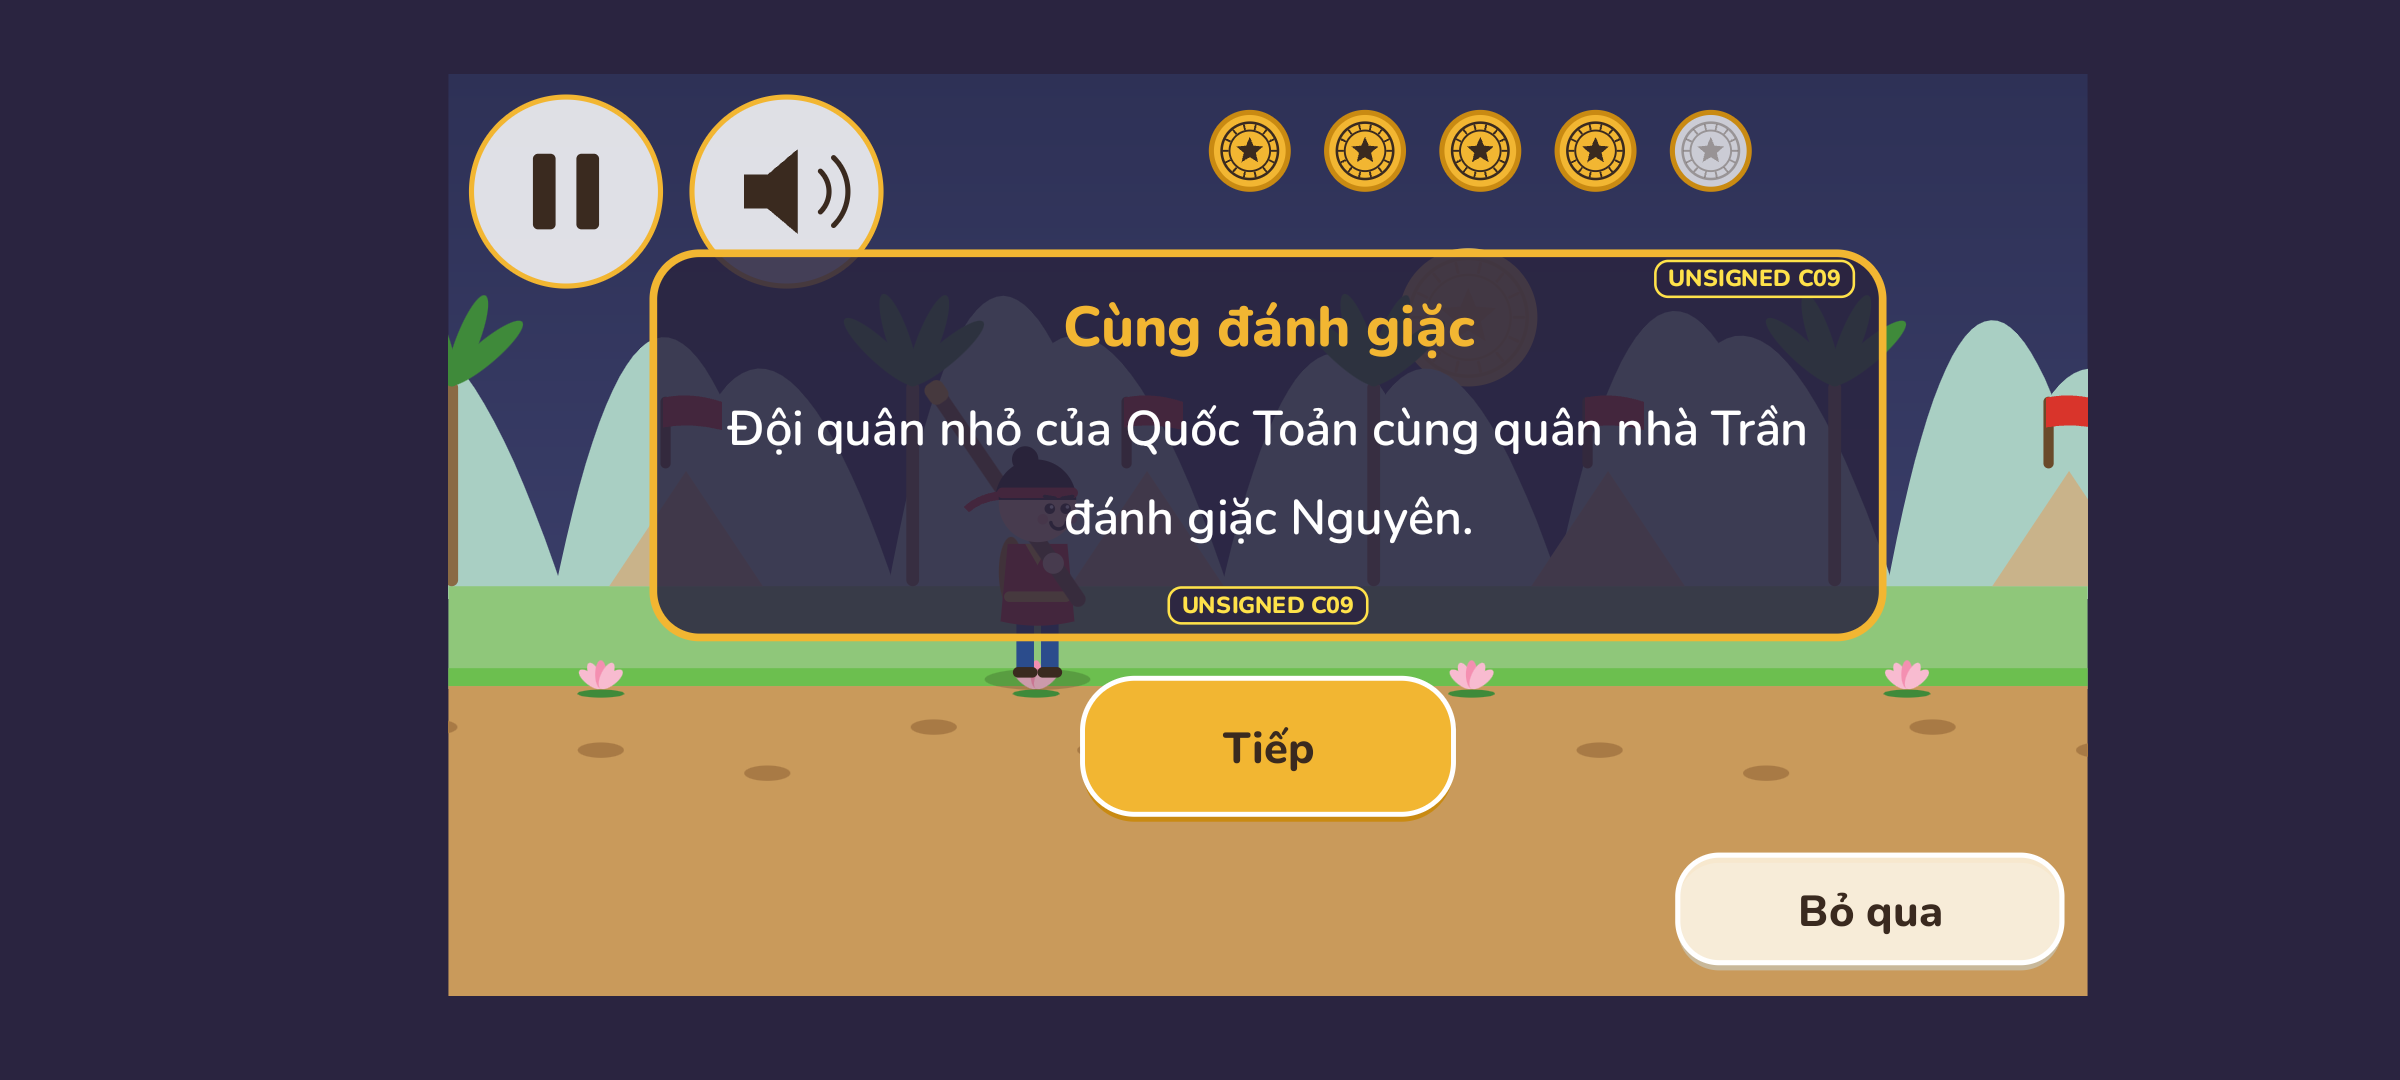 UNSIGNED C09
Cùng đánh giặc
Đội quân nhỏ của Quốc Toản cùng quân nhà Trần
đánh giặc Nguyên.
UNSIGNED C09
Tiếp
Bỏ qua